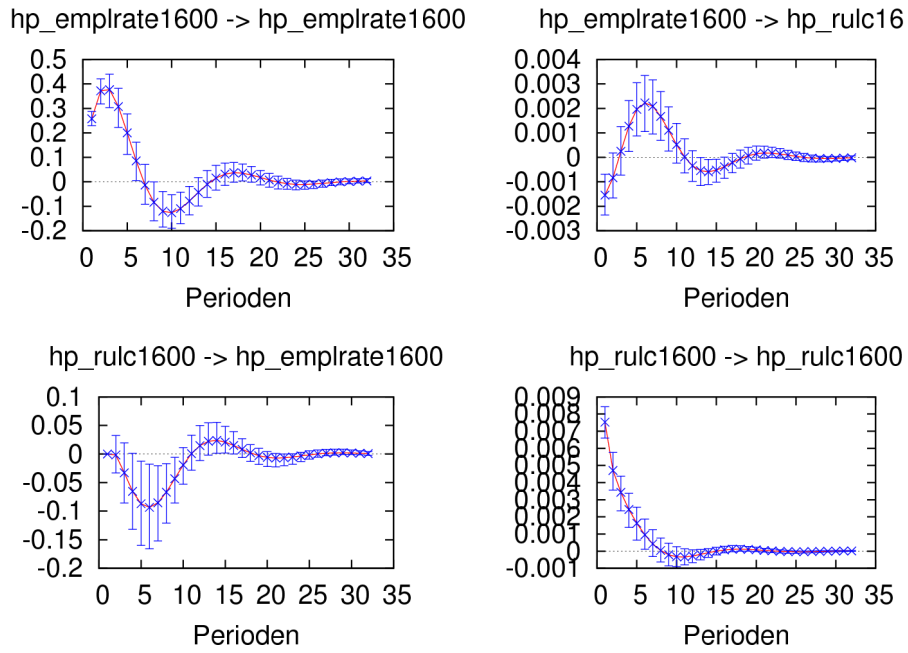 hp_emplrate1600 -> hp_emplrate1600
0.5
0.4
0.3
0.2
0.1
0
-0.1
-0.2
0 5 10 15 20 25 30 35
Perioden
hp_emplrate1600 -> hp_rulc16
0.004
0.003
0.002
0.001
0
-0.001
-0.002
-0.003
0 5 10 15 20 25 30 35
Perioden
hp_rulc1600 -> hp_emplrate1600
0.1
0.05
0
-0.05
-0.1
-0.15
-0.2
0 5 10 15 20 25 30 35
Perioden
hp_rulc1600 -> hp_rulc1600
0.009
0.008
0.007
0.006
0.005
0.004
0.003
0.002
0.001
0
-0.001
0 5 10 15 20 25 30 35
Perioden